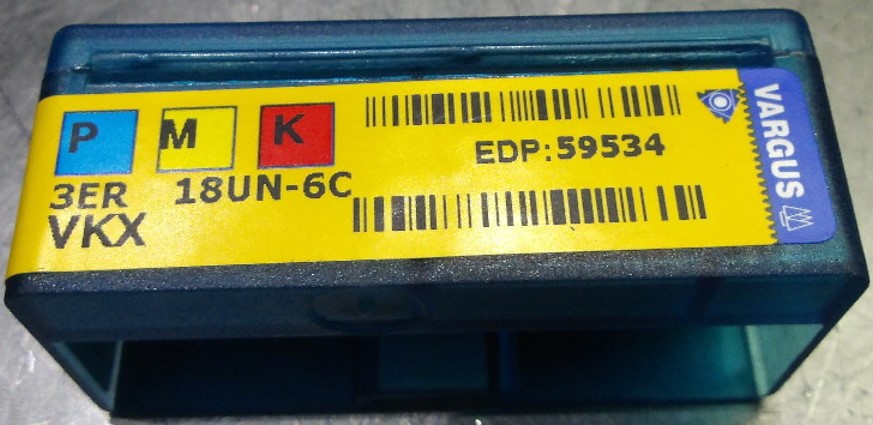 P M K
3ER 18UN-6C
VKX
EDP:59534
VARGUS